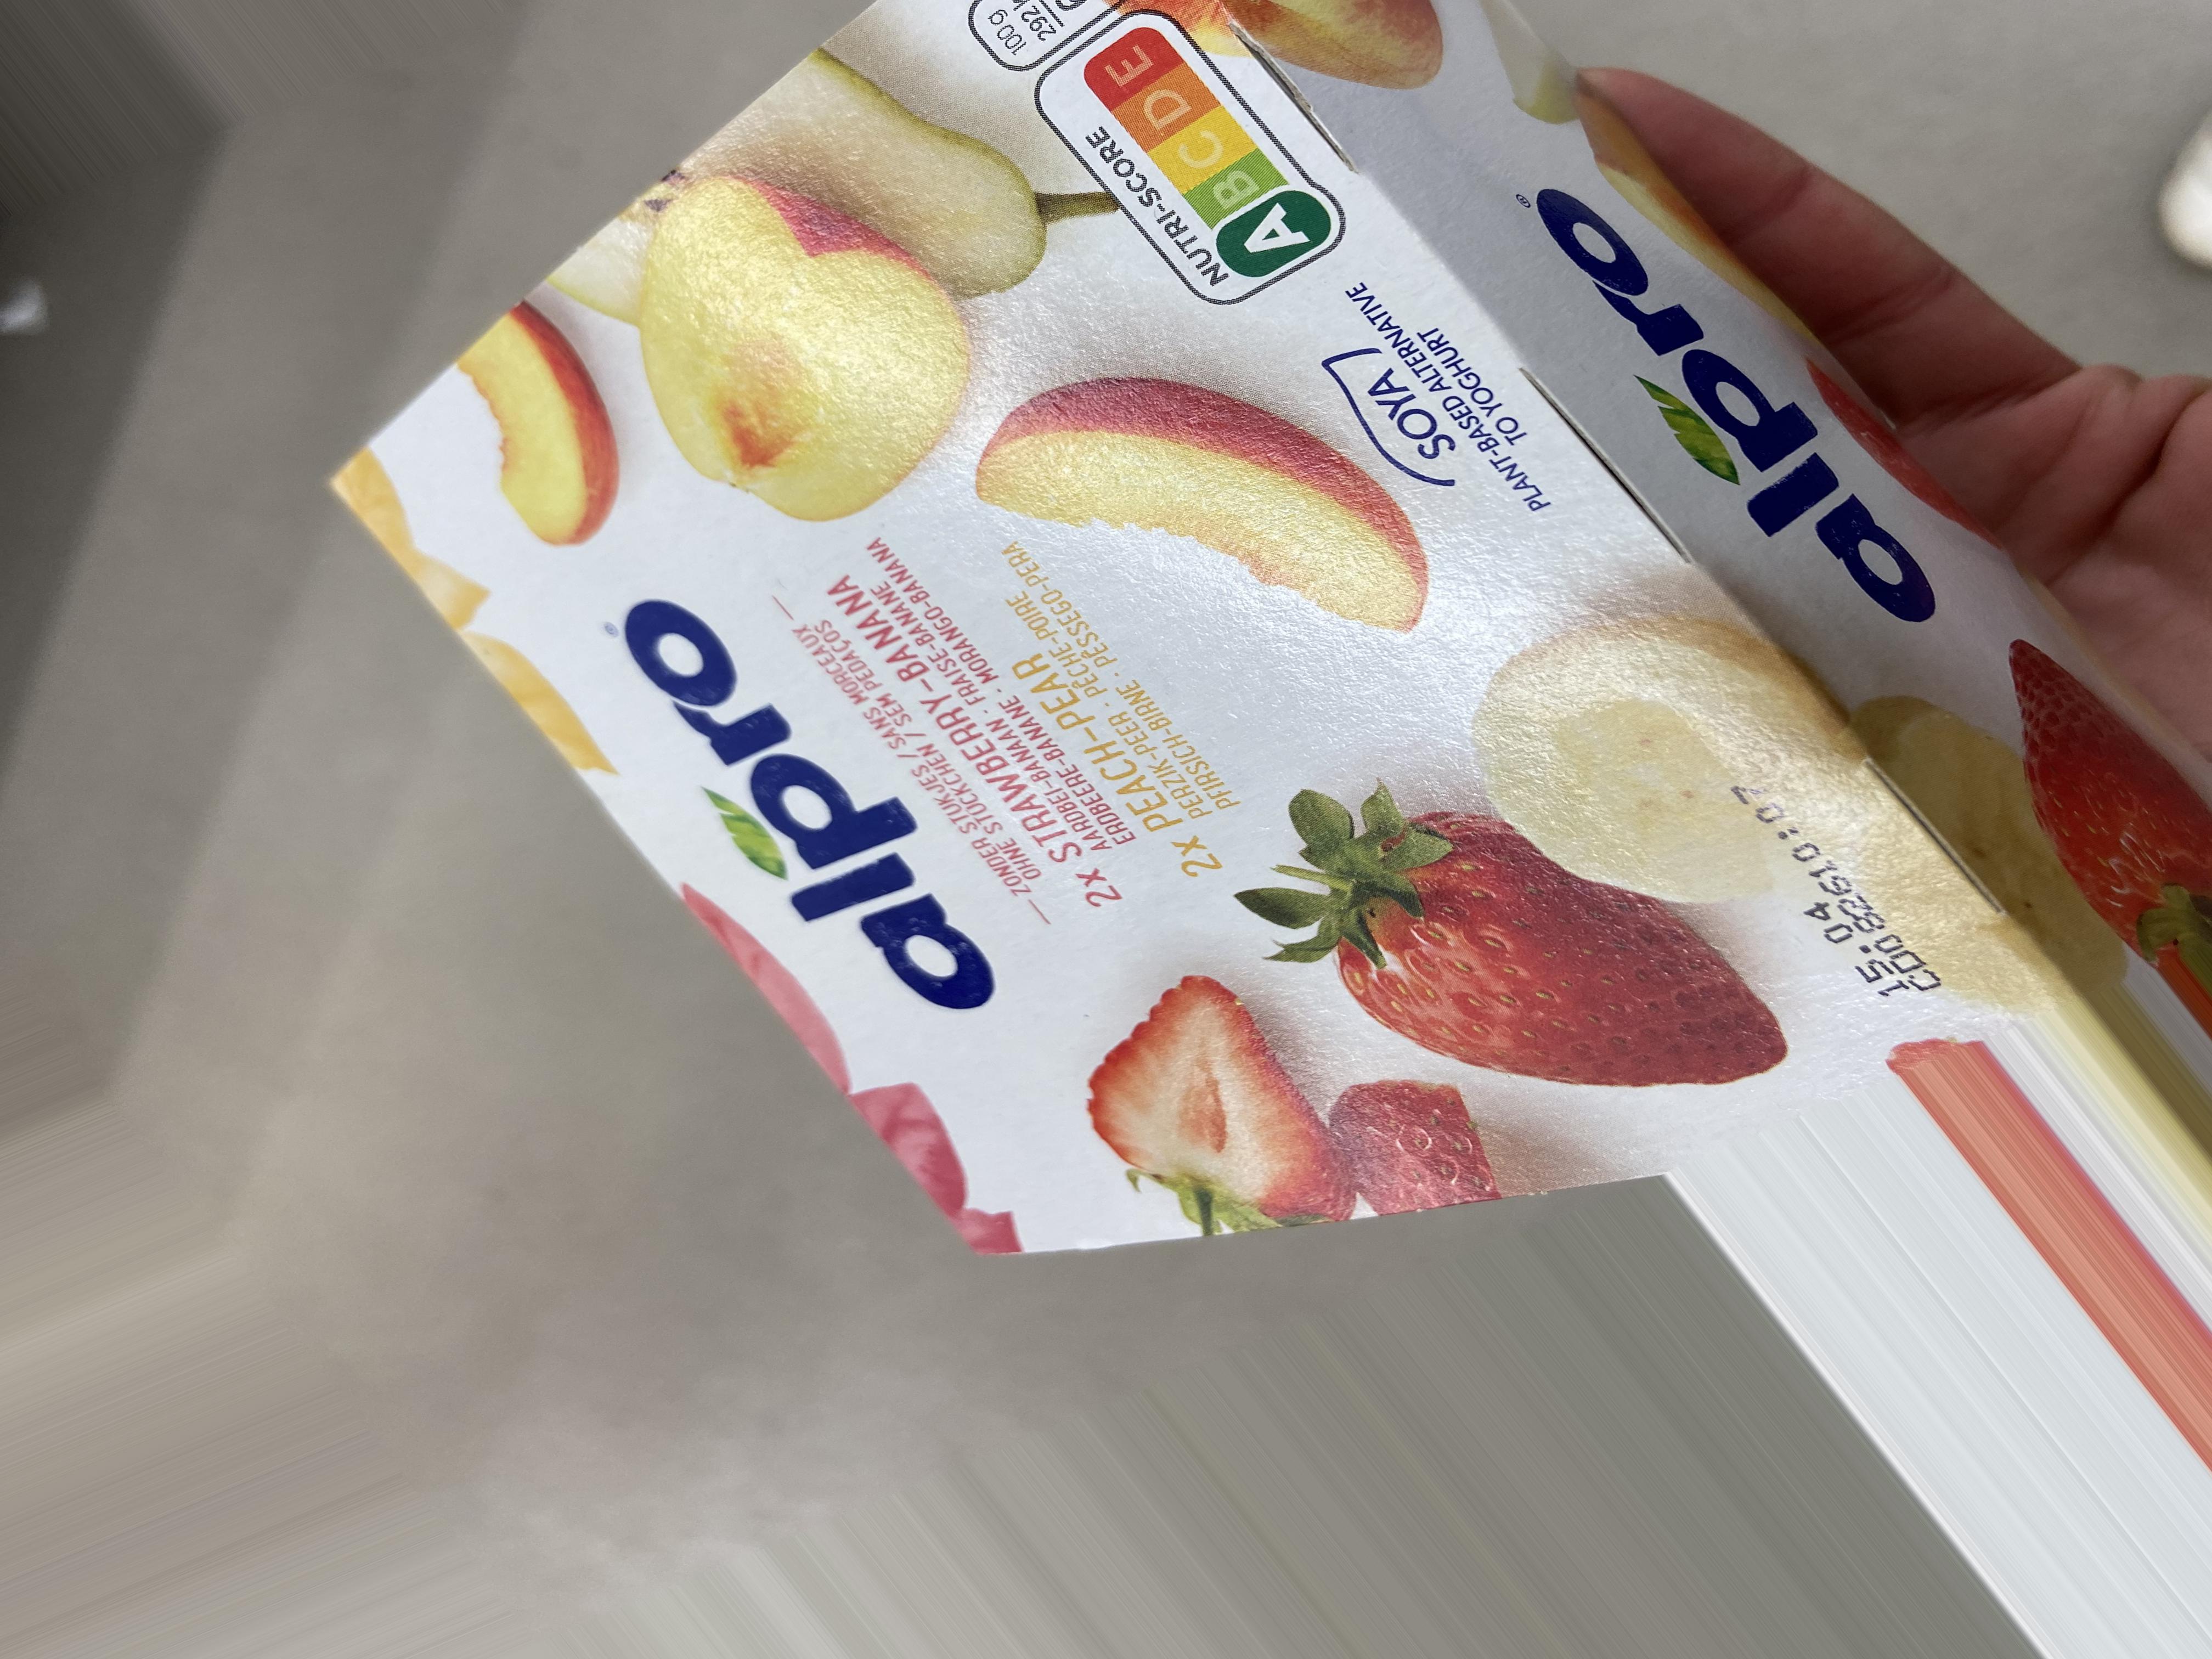 alpro®
— ZONDER STUKJES / SANS MORCEAUX —
OHNE STÜCKCHEN / SEM PEDAÇOS
2x STRAWBERRY-BANANA
AARDBEI-BANAAN · FRAISE-BANANE
ERDBEERE-BANANE · MORANGO-BANANA
2x PEACH-PEAR
PERZIK-PEER · PÊCHE-POIRE
PFIRSICH-BIRNE · PÊSSEGO-PERA
SOYA
PLANT-BASED ALTERNATIVE
TO YOGHURT
NUTRI-SCORE
A B C D E
100 g
292
15.04
alpro®